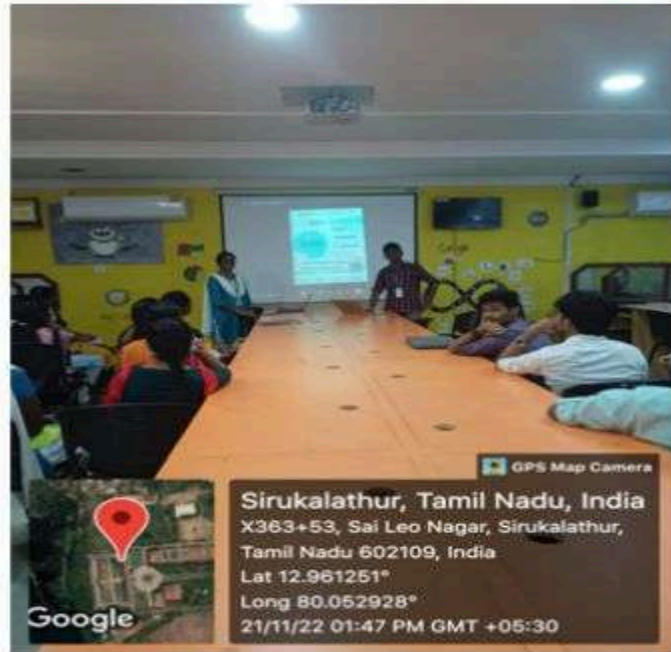 GPS Map Camera
Sirukalathur, Tamil Nadu, India
X363+53, Sai Leo Nagar, Sirukalathur,
Tamil Nadu 602109, India
Lat 12.961251°
Long 80.052928°
21/11/22 01:47 PM GMT +05:30
Google